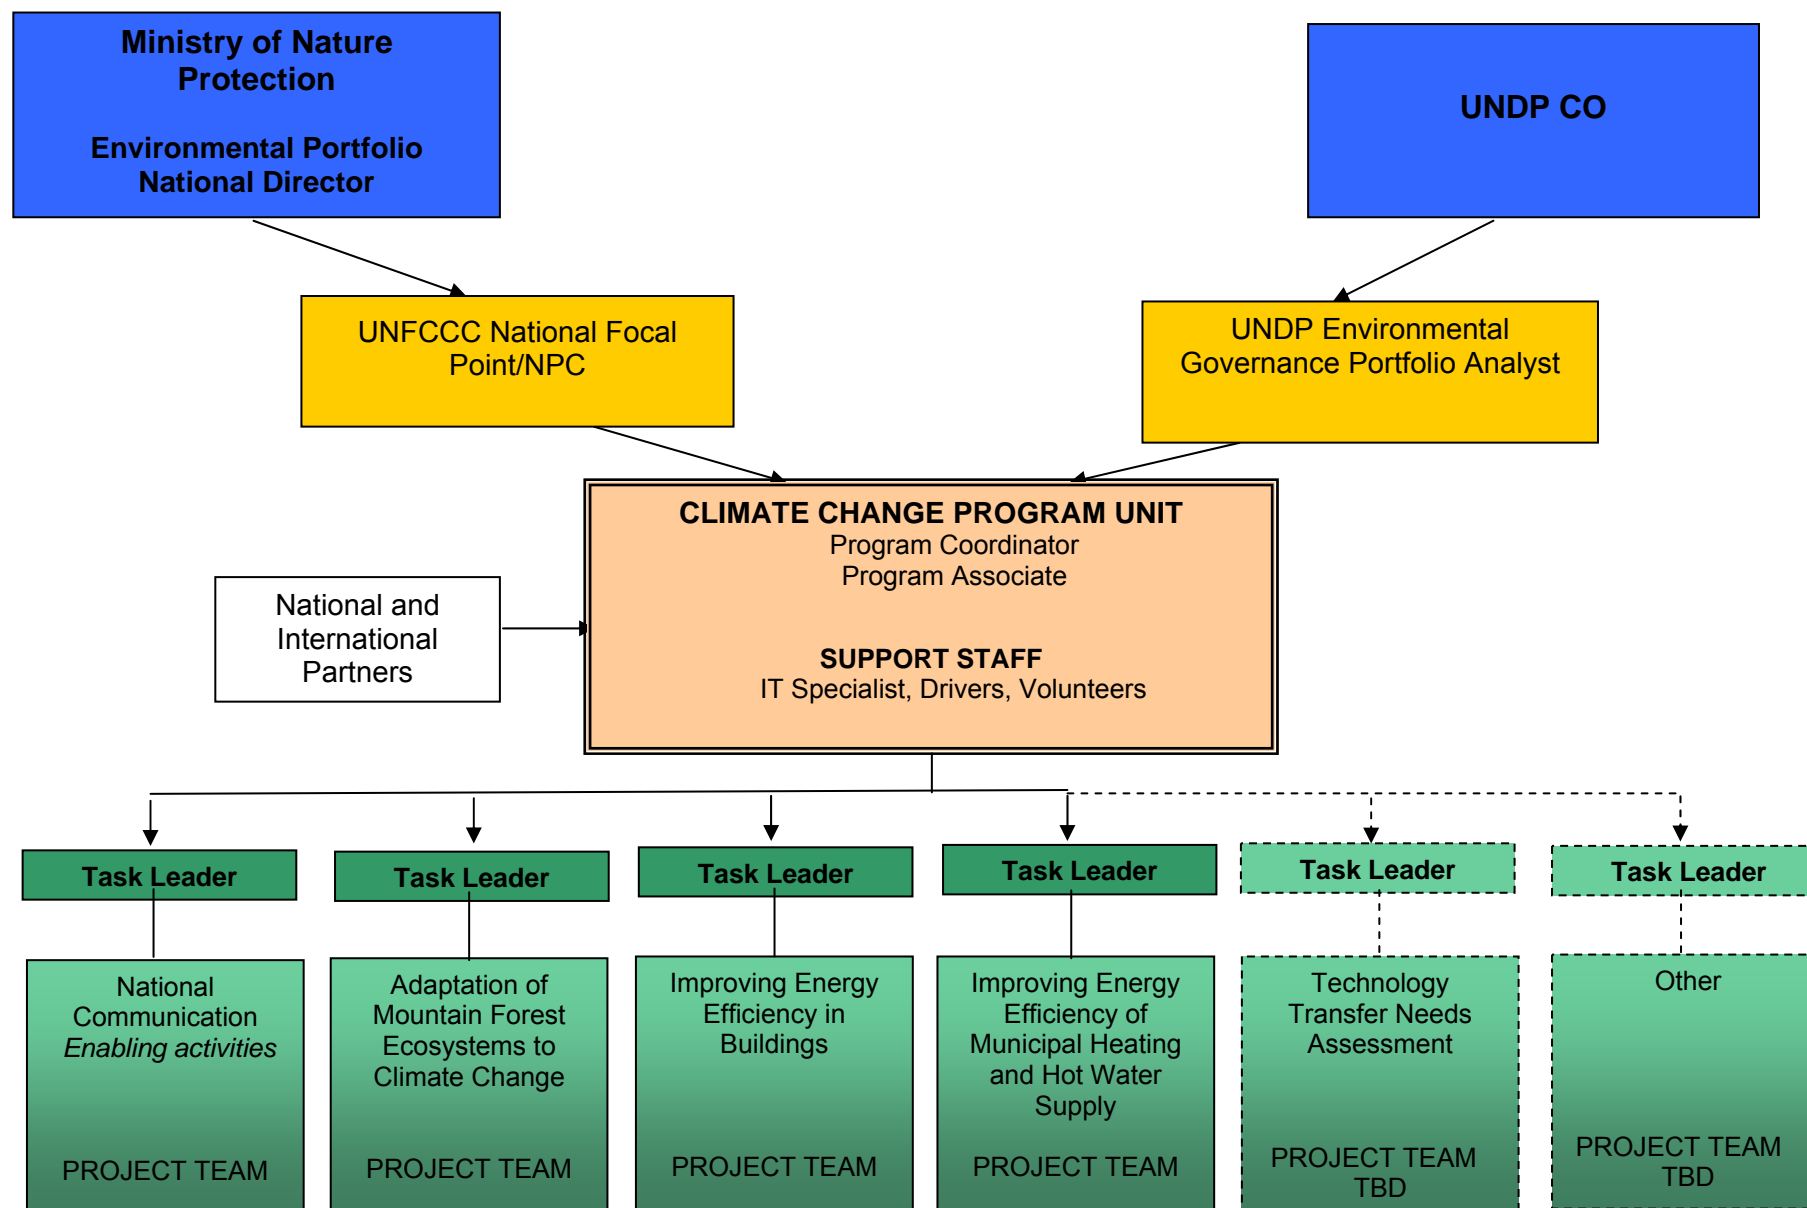 Ministry of Nature
Protection
Environmental Portfolio
National Director
UNDP CO
UNFCCC National Focal
Point/NPC
UNDP Environmental
Governance Portfolio Analyst
CLIMATE CHANGE PROGRAM UNIT
Program Coordinator
Program Associate
SUPPORT STAFF
IT Specialist, Drivers, Volunteers
National and
International
Partners
Task Leader
Task Leader
Task Leader
Task Leader
Task Leader
Task Leader
National
Communication
Enabling activities
PROJECT TEAM
Adaptation of
Mountain Forest
Ecosystems to
Climate Change
PROJECT TEAM
Improving Energy
Efficiency in
Buildings
PROJECT TEAM
Improving Energy
Efficiency of
Municipal Heating
and Hot Water
Supply
PROJECT TEAM
Technology
Transfer Needs
Assessment
PROJECT TEAM
TBD
Other
PROJECT TEAM
TBD